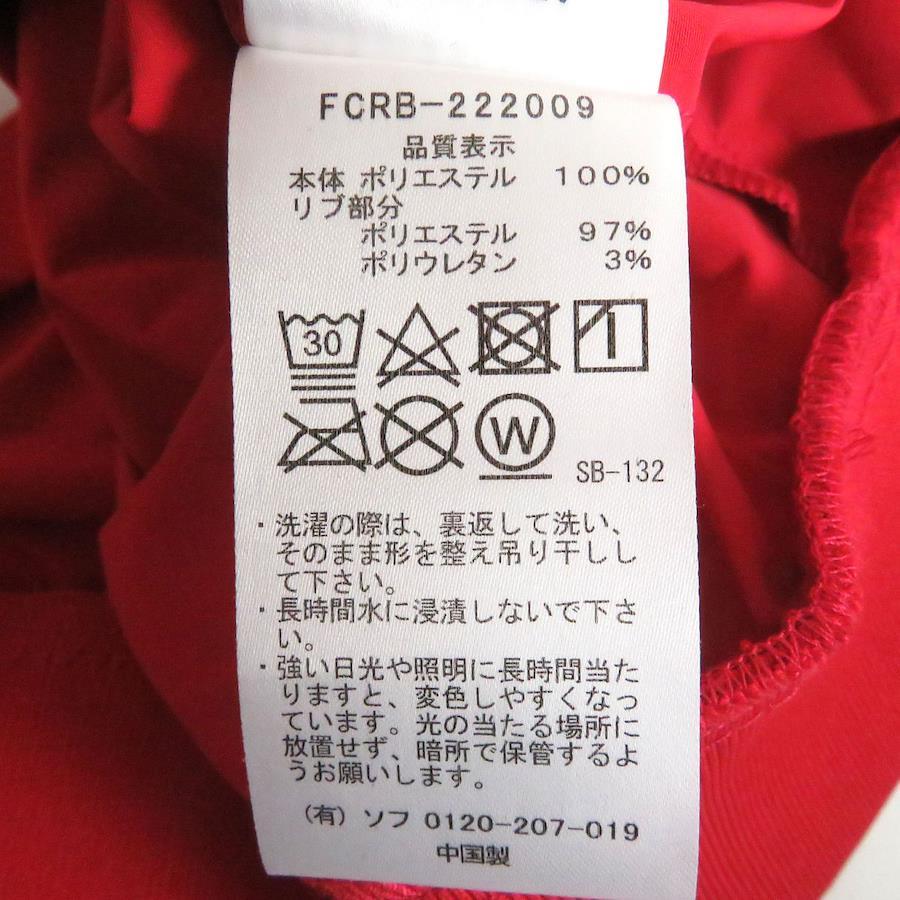 FCRB-222009
品質表示
本体 ポリエステル 100%
リブ部分
ポリエステル 97%
ポリウレタン 3%
30
W
SB-132
・洗濯の際は、裏返して洗い、
そのまま形を整え吊り干しし
て下さい。
・長時間水に浸漬しないで下さ
い。
・強い日光や照明に長時間当た
りますと、変色しやすくなっ
ています。光の当たる場所に
放置せず、暗所で保管するよ
うお願いします。
(有) ソフ 0120-207-019
中国製